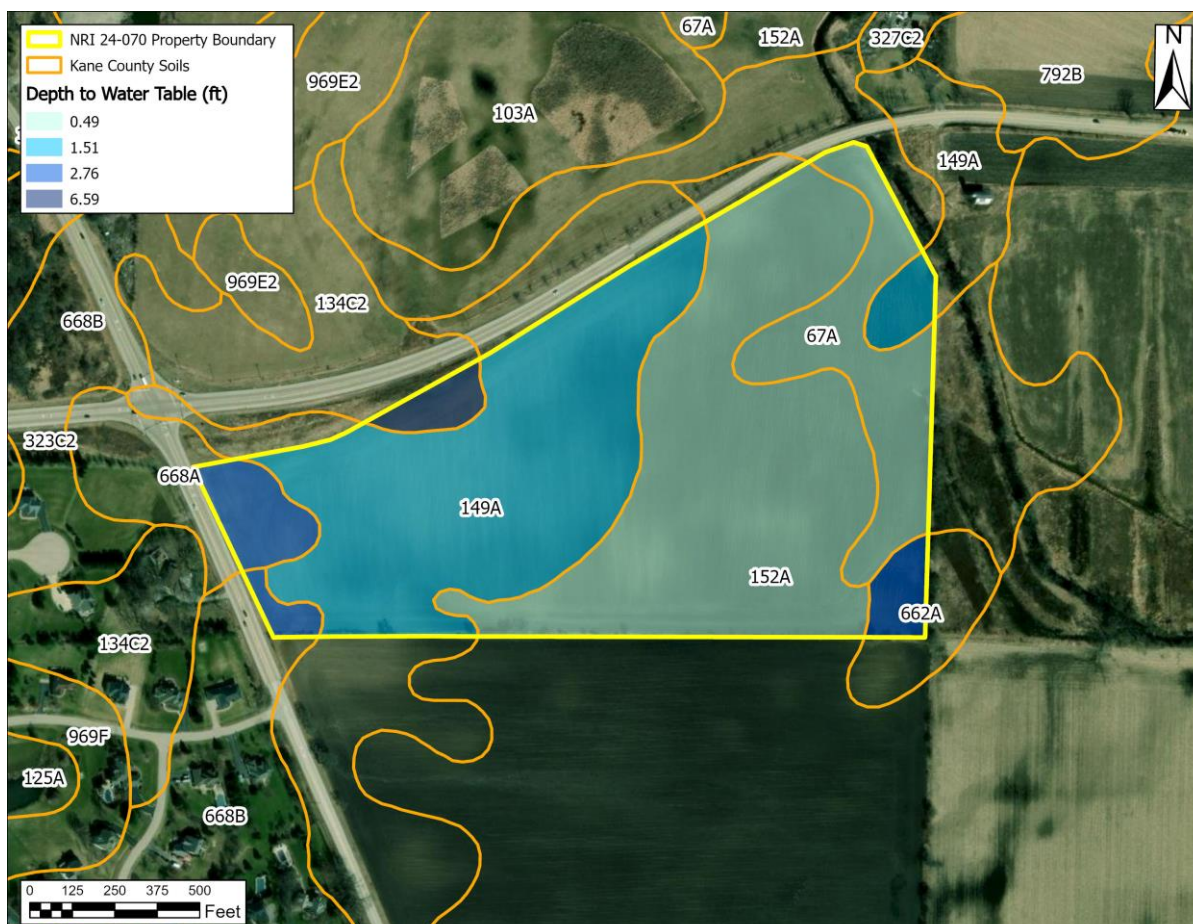 NRI 24-070 Property Boundary
Kane County Soils
Depth to Water Table (ft)
0.49
1.51
2.76
6.59
N
67A
152A
327C2
792B
969E2
103A
149A
969E2
134C2
668B
67A
323C2
668A
149A
152A
662A
134C2
969F
125A
668B
0 125 250 375 500
Feet